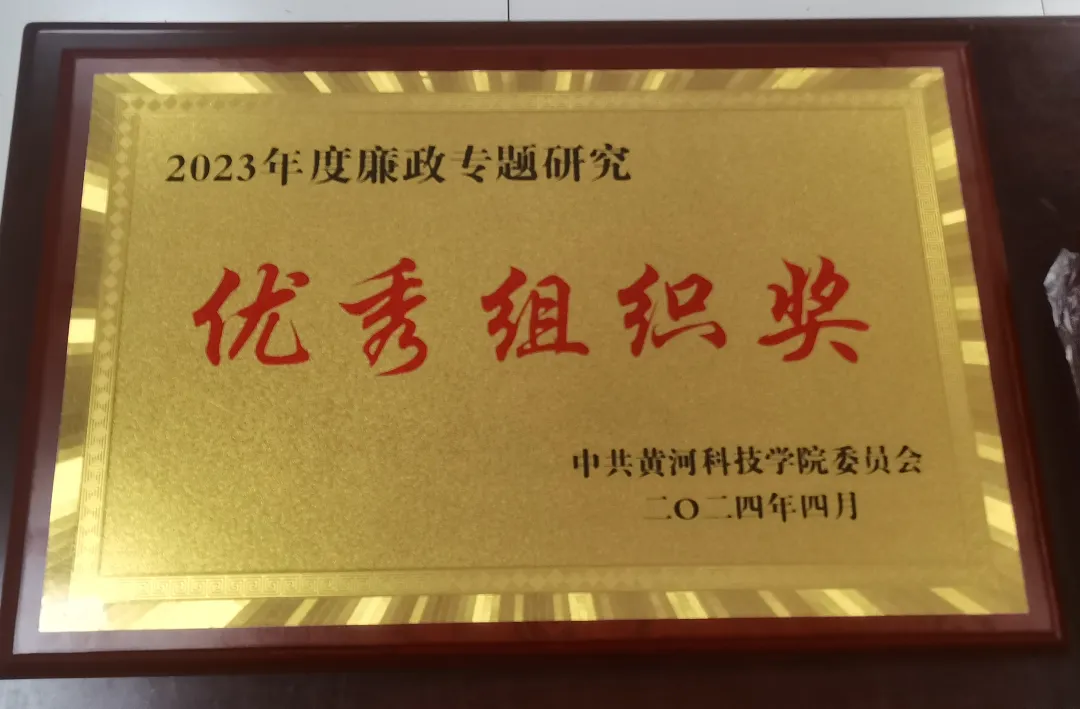 2023年度廉政专题研究
优秀组织奖
中共黄河科技学院委员会
二〇二四年四月